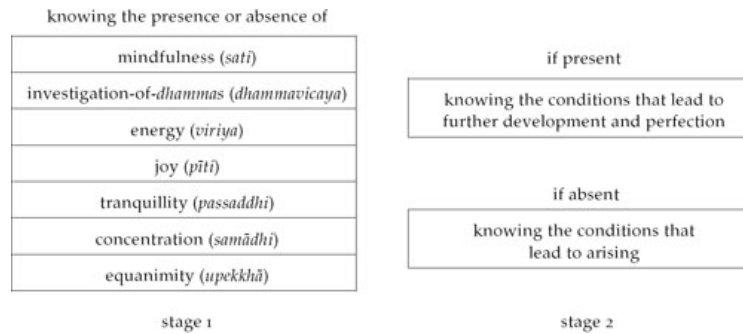 knowing the presence or absence of
mindfulness (sati)
investigation-of-dhammas (dhammavicaya)
energy (viriya)
joy (pīti)
tranquillity (passaddhi)
concentration (samādhi)
equanimity (upekkhā)
stage 1
if present
knowing the conditions that lead to
further development and perfection
if absent
knowing the conditions that
lead to arising
stage 2